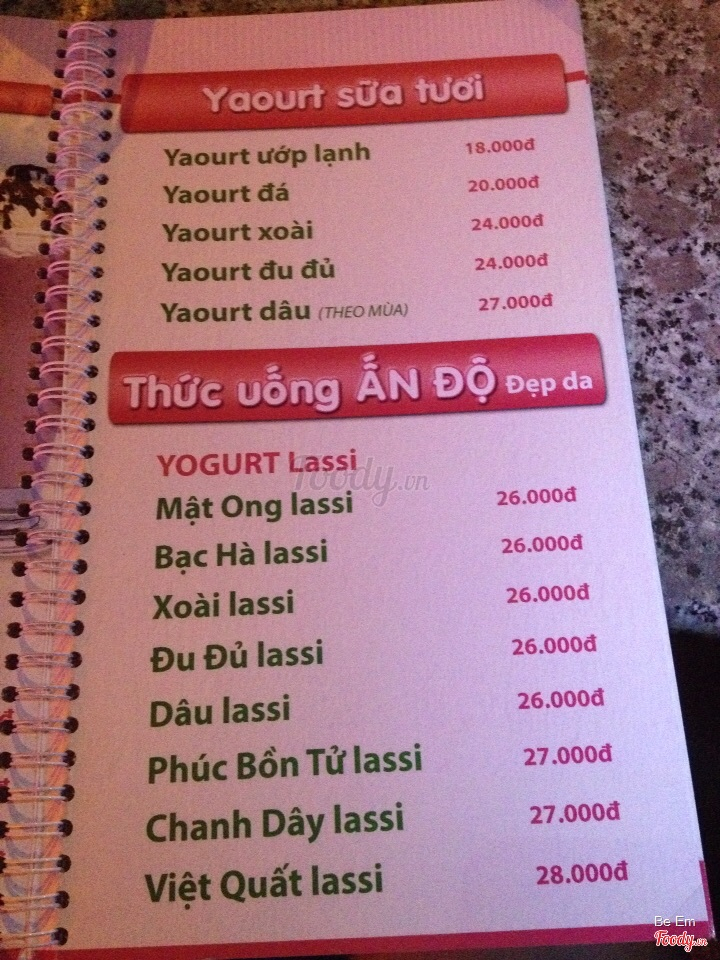 Yaourt sữa tươi
Yaourt ướp lạnh 18.000đ
Yaourt đá 20.000đ
Yaourt xoài 24.000đ
Yaourt đu đủ 24.000đ
Yaourt dâu (THEO MÙA) 27.000đ
Thức uống ẤN ĐỘ Đẹp da
YOGURT Lassi
Foody.vn
Mật Ong lassi 26.000đ
Bạc Hà lassi 26.000đ
Xoài lassi 26.000đ
Đu Đủ lassi 26.000đ
Dâu lassi 26.000đ
Phúc Bồn Tử lassi 27.000đ
Chanh Dây lassi 27.000đ
Việt Quất lassi 28.000đ
Be Em
Foody.vn